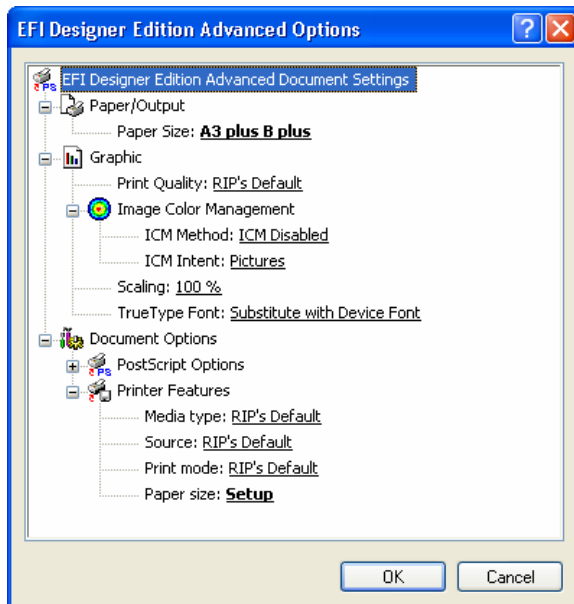 EFI Designer Edition Advanced Options
EFI Designer Edition Advanced Document Settings
Paper/Output
Paper Size: A3 plus B plus
Graphic
Print Quality: RIP's Default
Image Color Management
ICM Method: ICM Disabled
ICM Intent: Pictures
Scaling: 100 %
TrueType Font: Substitute with Device Font
Document Options
PostScript Options
Printer Features
Media type: RIP's Default
Source: RIP's Default
Print mode: RIP's Default
Paper size: Setup
OK Cancel